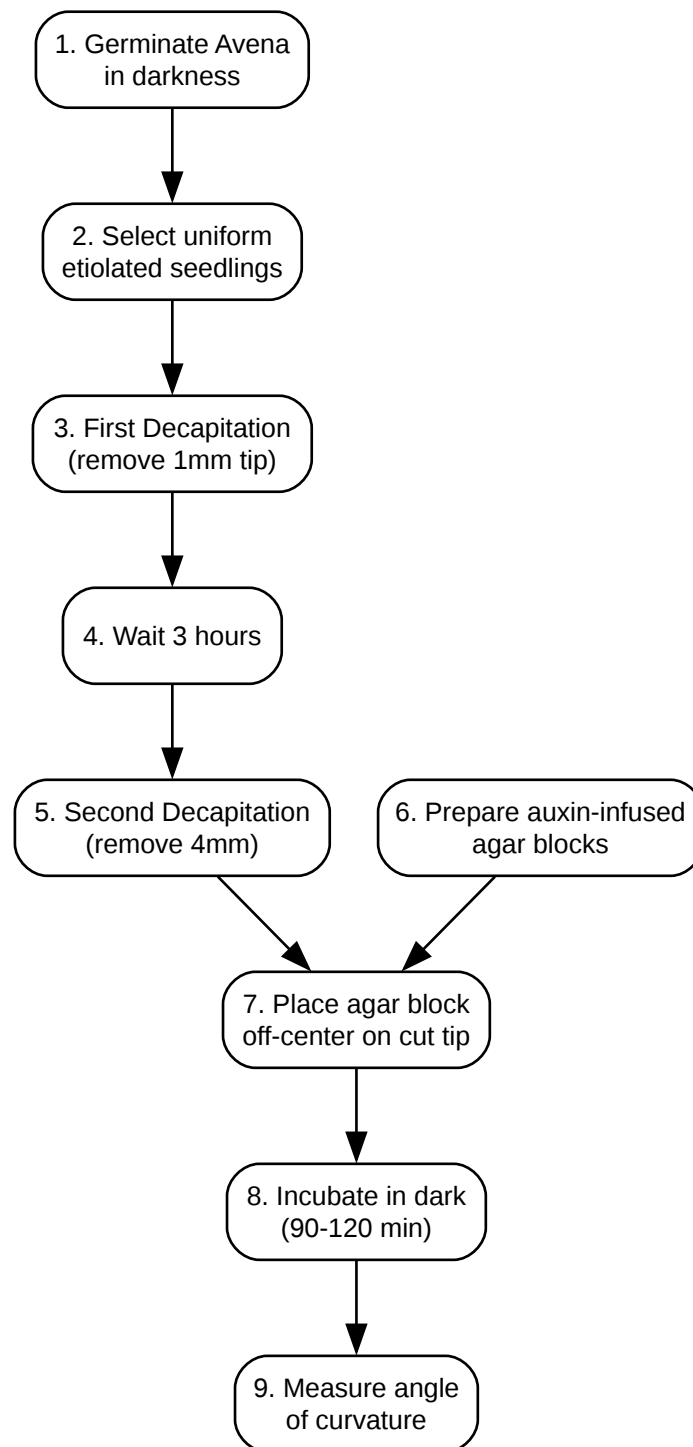 1. Germinate Avena
in darkness
2. Select uniform
etiolated seedlings
3. First Decapitation
(remove 1mm tip)
4. Wait 3 hours
5. Second Decapitation
(remove 4mm)
6. Prepare auxin-infused
agar blocks
7. Place agar block
off-center on cut tip
8. Incubate in dark
(90-120 min)
9. Measure angle
of curvature